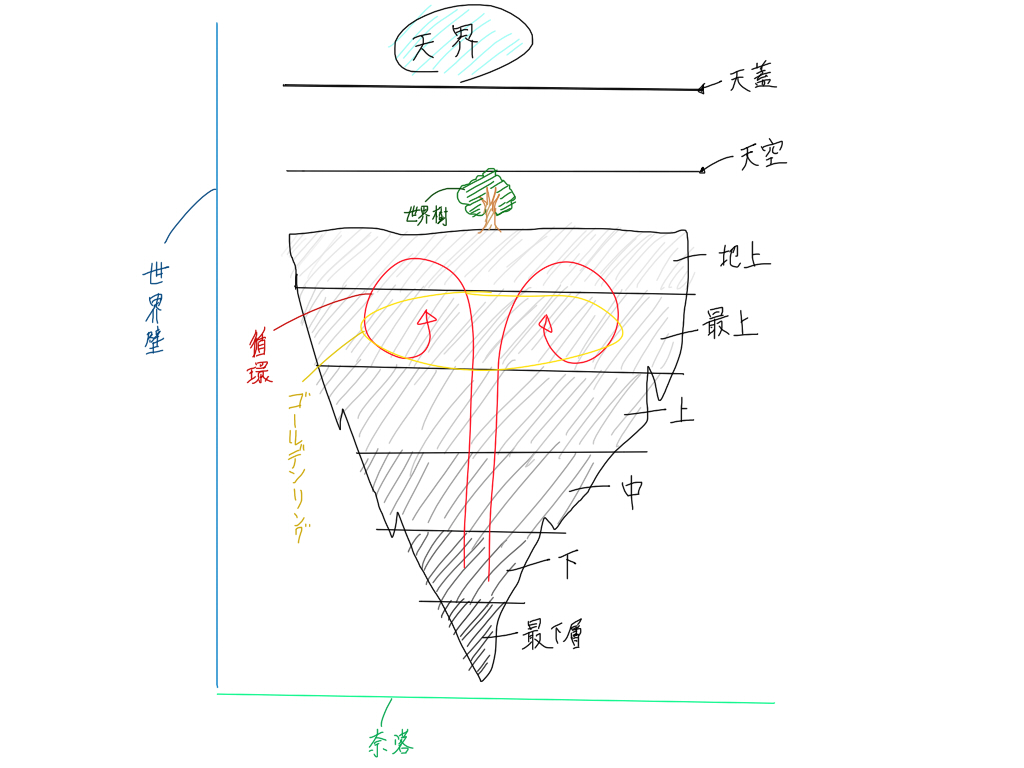 天界
天蓋
天空
世界樹
地上
世界壁
最上
循環
ゴールデンリング
上
中
下
最下層
奈落